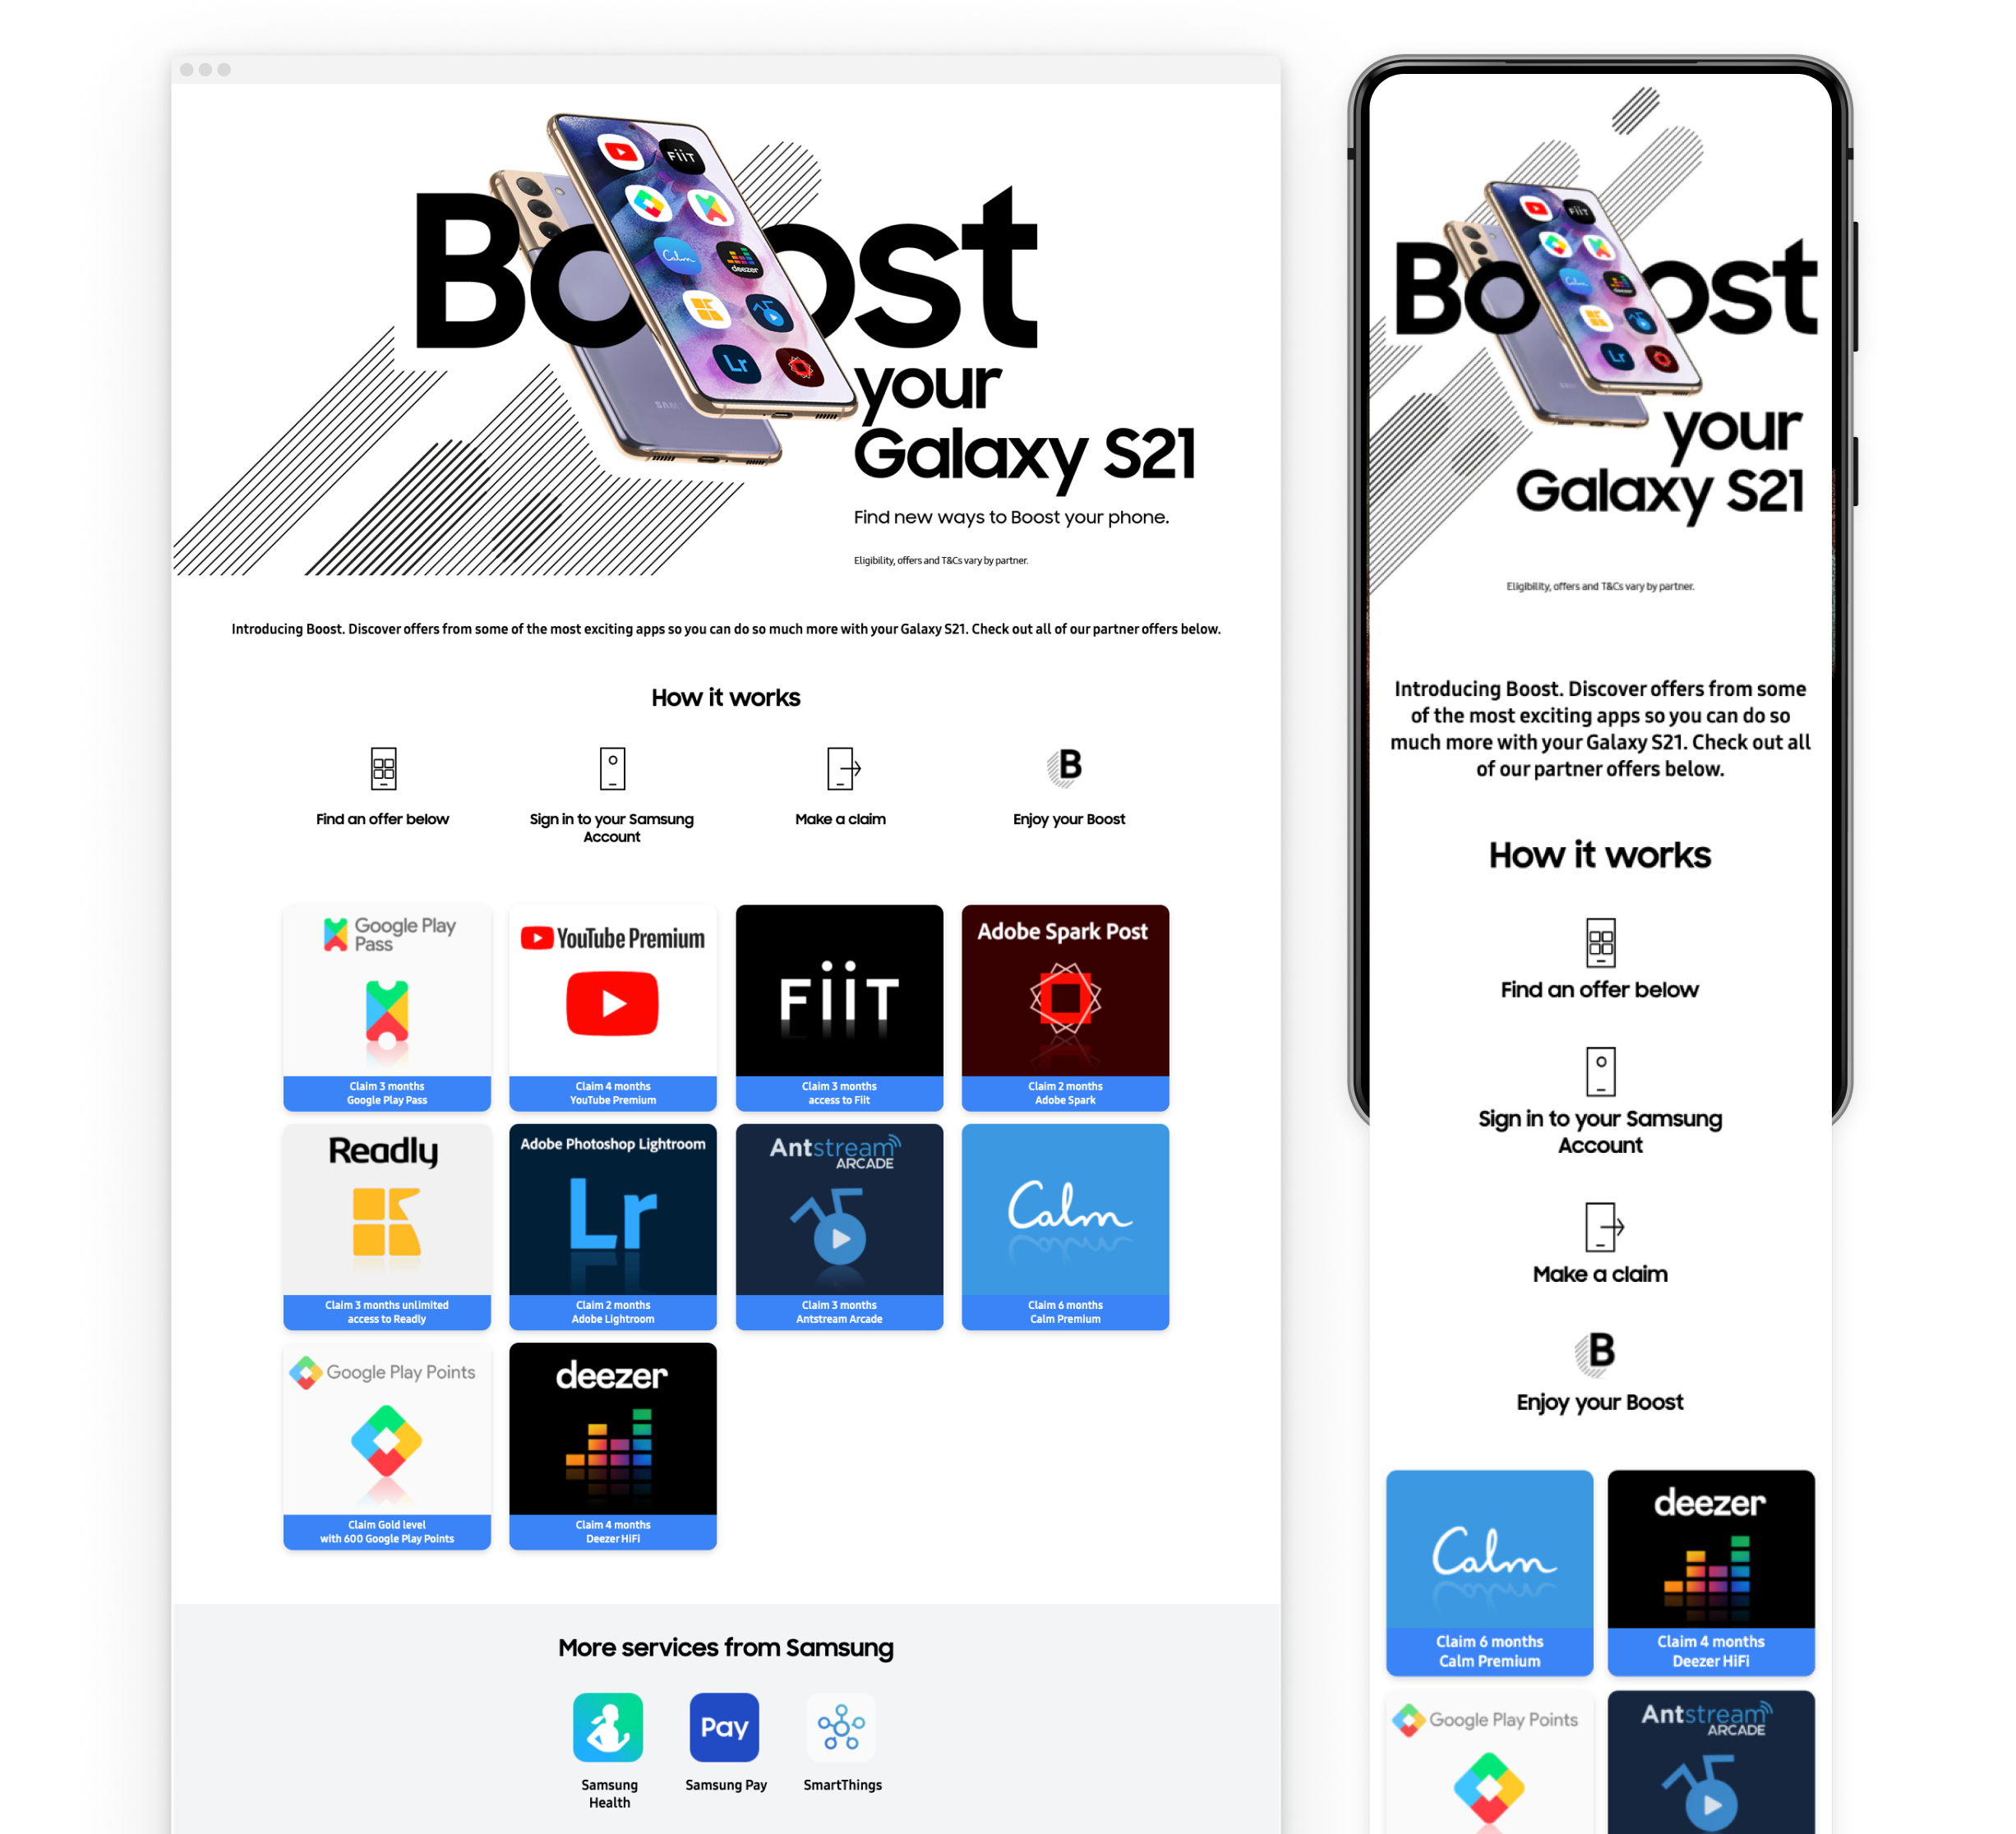 FiiT
Calm
deezer
Lr
Boost
your
Galaxy S21
Find new ways to Boost your phone.
Eligibility, offers and T&Cs vary by partner.
Introducing Boost. Discover offers from some of the most exciting apps so you can do so much more with your Galaxy S21. Check out all of our partner offers below.
How it works
B
Find an offer below
Sign in to your Samsung
Account
Make a claim
Enjoy your Boost
Google Play
Pass
Claim 3 months
Google Play Pass
YouTube Premium
Claim 4 months
YouTube Premium
FiiT
Claim 3 months
access to Fiit
Adobe Spark Post
Claim 2 months
Adobe Spark
Readly
Claim 3 months unlimited
access to Readly
Adobe Photoshop Lightroom
Lr
Claim 2 months
Adobe Lightroom
Antstream
ARCADE
Claim 3 months
Antstream Arcade
Calm
Claim 6 months
Calm Premium
Google Play Points
Claim Gold level
with 600 Google Play Points
deezer
Claim 4 months
Deezer HiFi
More services from Samsung
Pay
Samsung
Health
Samsung Pay
SmartThings
FiiT
Calm
deezer
Lr
Boost
your
Galaxy S21
Eligibility, offers and T&Cs vary by partner.
Introducing Boost. Discover offers from some
of the most exciting apps so you can do so
much more with your Galaxy S21. Check out all
of our partner offers below.
How it works
Find an offer below
Sign in to your Samsung
Account
Make a claim
B
Enjoy your Boost
Calm
Claim 6 months
Calm Premium
deezer
Claim 4 months
Deezer HiFi
Google Play Points
Antstream
ARCADE